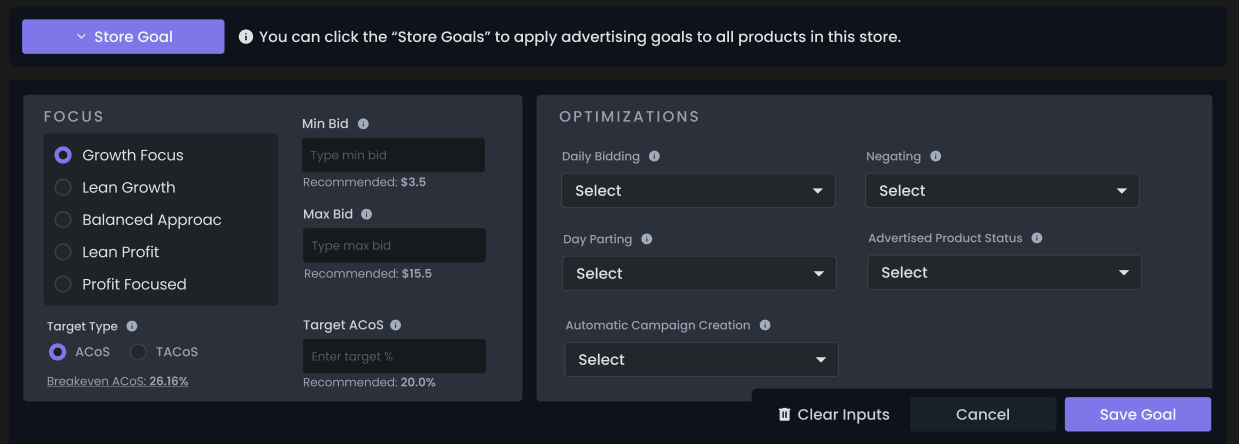 Store Goal
You can click the “Store Goals” to apply advertising goals to all products in this store.
FOCUS
Growth Focus
Lean Growth
Balanced Approac
Lean Profit
Profit Focused
Target Type
ACoS
TACoS
Breakeven ACoS: 26.16%
Min Bid
Type min bid
Recommended: $3.5
Max Bid
Type max bid
Recommended: $15.5
Target ACoS
Enter target %
Recommended: 20.0%
OPTIMIZATIONS
Daily Bidding
Select
Negating
Select
Day Parting
Select
Advertised Product Status
Select
Automatic Campaign Creation
Select
Clear Inputs
Cancel
Save Goal